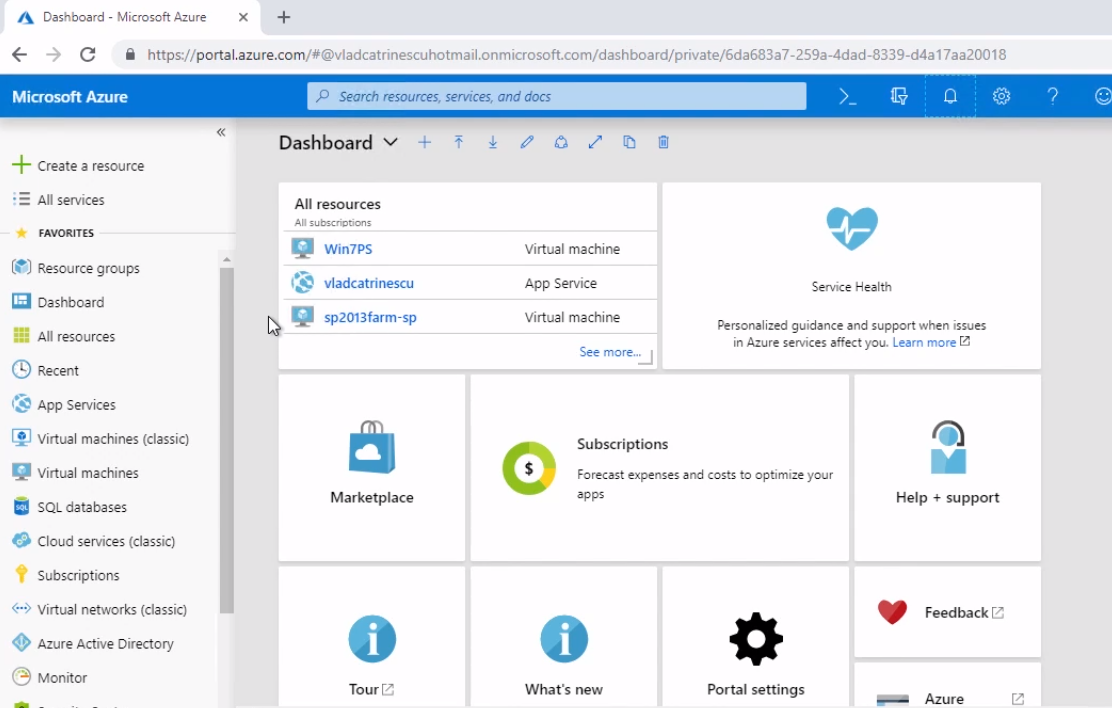 Dashboard - Microsoft Azure
https://portal.azure.com/#@vladcatrinescuhotmail.onmicrosoft.com/dashboard/private/6da683a7-259a-4dad-8339-d4a17aa20018
Microsoft Azure
Search resources, services, and docs
Create a resource
All services
FAVORITES
Resource groups
Dashboard
All resources
Recent
App Services
Virtual machines (classic)
Virtual machines
SQL
SQL databases
Cloud services (classic)
Subscriptions
Virtual networks (classic)
Azure Active Directory
Monitor
Dashboard
All resources
All subscriptions
Win7PS Virtual machine
vladcatrinescu App Service
sp2013farm-sp Virtual machine
See more...
Service Health
Personalized guidance and support when issues
in Azure services affect you. Learn more
Marketplace
$
Subscriptions
Forecast expenses and costs to optimize your
apps
Help + support
Tour
What's new
Portal settings
Feedback
Azure